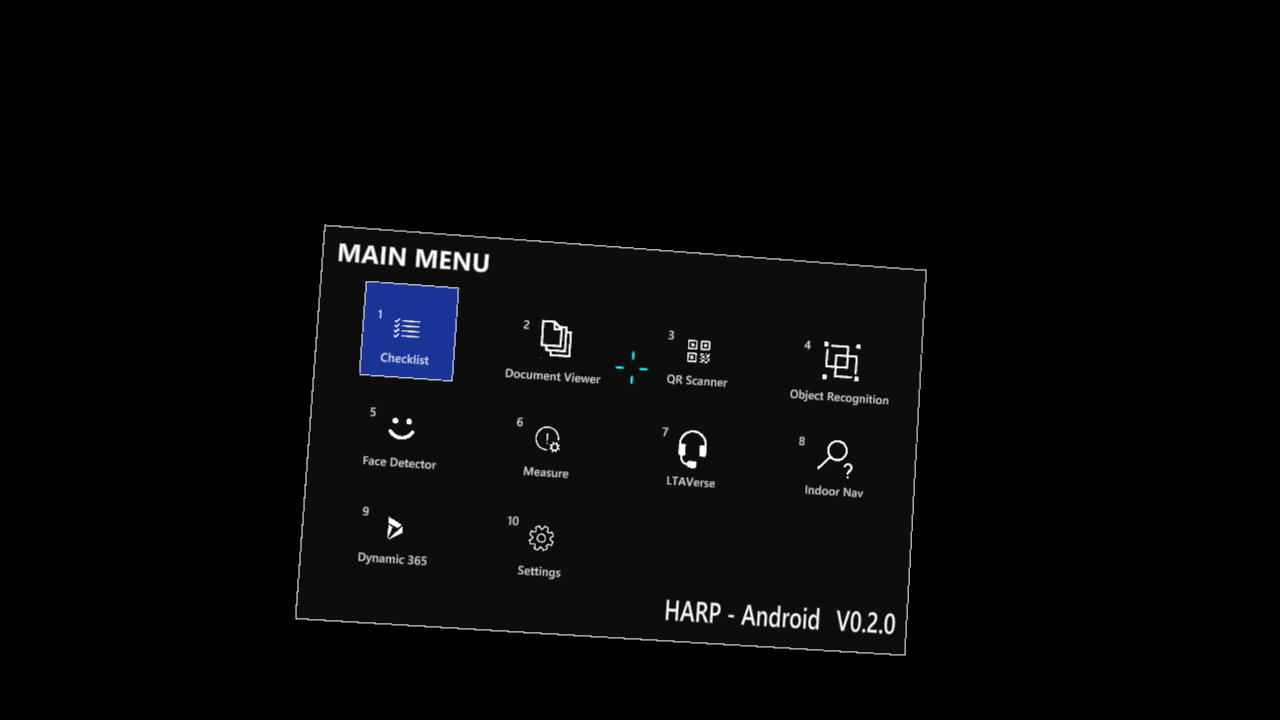 MAIN MENU
1
Checklist
2
Document Viewer
3
QR Scanner
4
Object Recognition
5
Face Detector
6
Measure
7
LTAVerse
8
Indoor Nav
9
Dynamic 365
10
Settings
HARP - Android V0.2.0